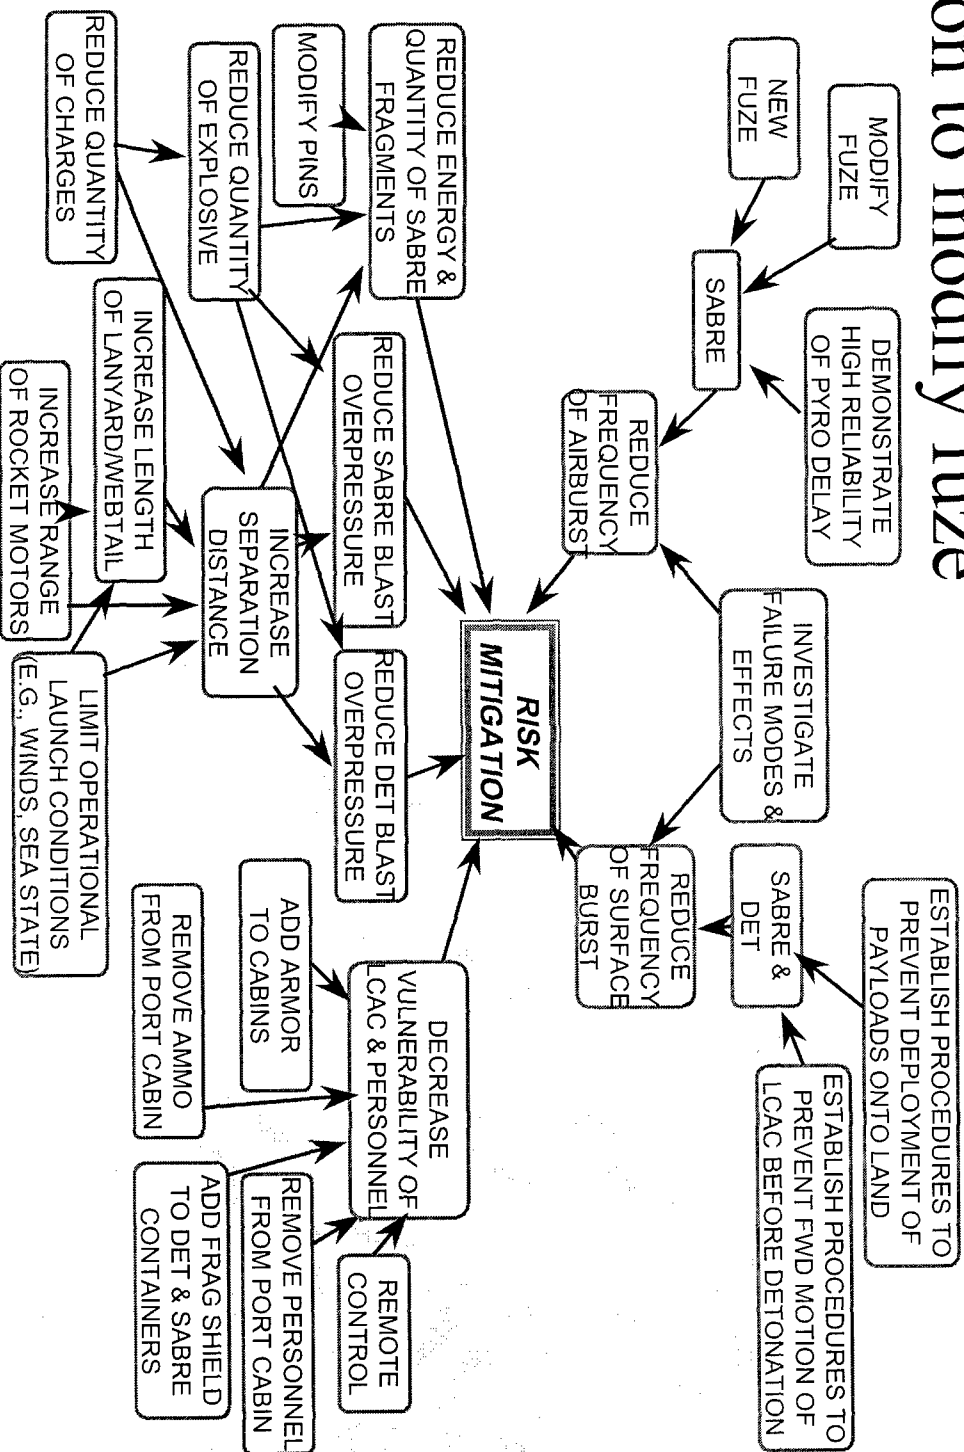 on to modify fuze
MODIFY
FUZE
DEMONSTRATE
HIGH RELIABILITY
OF PYRO DELAY
ESTABLISH PROCEDURES TO
PREVENT DEPLOYMENT OF
PAYLOADS ONTO LAND
NEW
FUZE
SABRE
INVESTIGATE
FAILURE MODES &
EFFECTS
SABRE &
DET
ESTABLISH PROCEDURES TO
PREVENT FWD MOTION OF
LCAC BEFORE DETONATION
REDUCE
FREQUENCY
OF AIRBURST
REDUCE
FREQUENCY
OF SURFACE
BURST
RISK
MITIGATION
REDUCE ENERGY &
QUANTITY OF SABRE
FRAGMENTS
MODIFY PINS
REDUCE SABRE BLAST
OVERPRESSURE
REDUCE DET BLAST
OVERPRESSURE
DECREASE
VULNERABILITY OF
LCAC & PERSONNEL
REMOTE
CONTROL
REDUCE QUANTITY
OF EXPLOSIVE
INCREASE
SEPARATION
DISTANCE
ADD ARMOR
TO CABINS
REMOVE PERSONNEL
FROM PORT CABIN
REDUCE QUANTITY
OF CHARGES
INCREASE LENGTH
OF LANYARD/WEBTAIL
REMOVE AMMO
FROM PORT CABIN
ADD FRAG SHIELD
TO DET & SABRE
CONTAINERS
INCREASE RANGE
OF ROCKET MOTORS
LIMIT OPERATIONAL
LAUNCH CONDITIONS
(E.G., WINDS, SEA STATE)